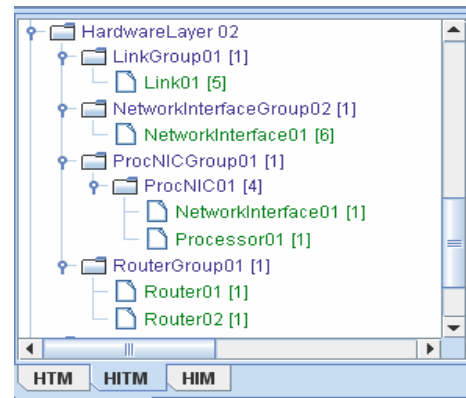 HardwareLayer 02
LinkGroup01 [1]
Link01 [5]
NetworkInterfaceGroup02 [1]
NetworkInterface01 [6]
ProcNICGroup01 [1]
ProcNIC01 [4]
NetworkInterface01 [1]
Processor01 [1]
RouterGroup01 [1]
Router01 [1]
Router02 [1]
HTM HITM HIM